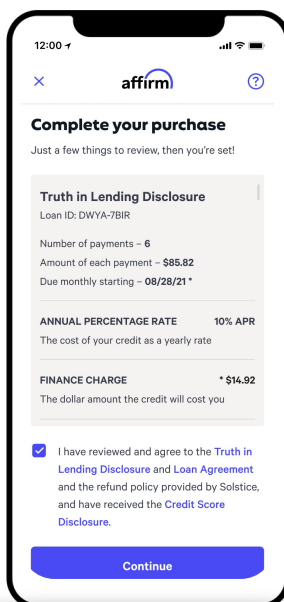 12:00
affirm
?
Complete your purchase
Just a few things to review, then you're set!
Truth in Lending Disclosure
Loan ID: DWYA-7BIR
Number of payments – 6
Amount of each payment – $85.82
Due monthly starting – 08/28/21 *
ANNUAL PERCENTAGE RATE 10% APR
The cost of your credit as a yearly rate
FINANCE CHARGE * $14.92
The dollar amount the credit will cost you
I have reviewed and agree to the Truth in
Lending Disclosure and Loan Agreement
and the refund policy provided by Solstice,
and have received the Credit Score
Disclosure.
Continue